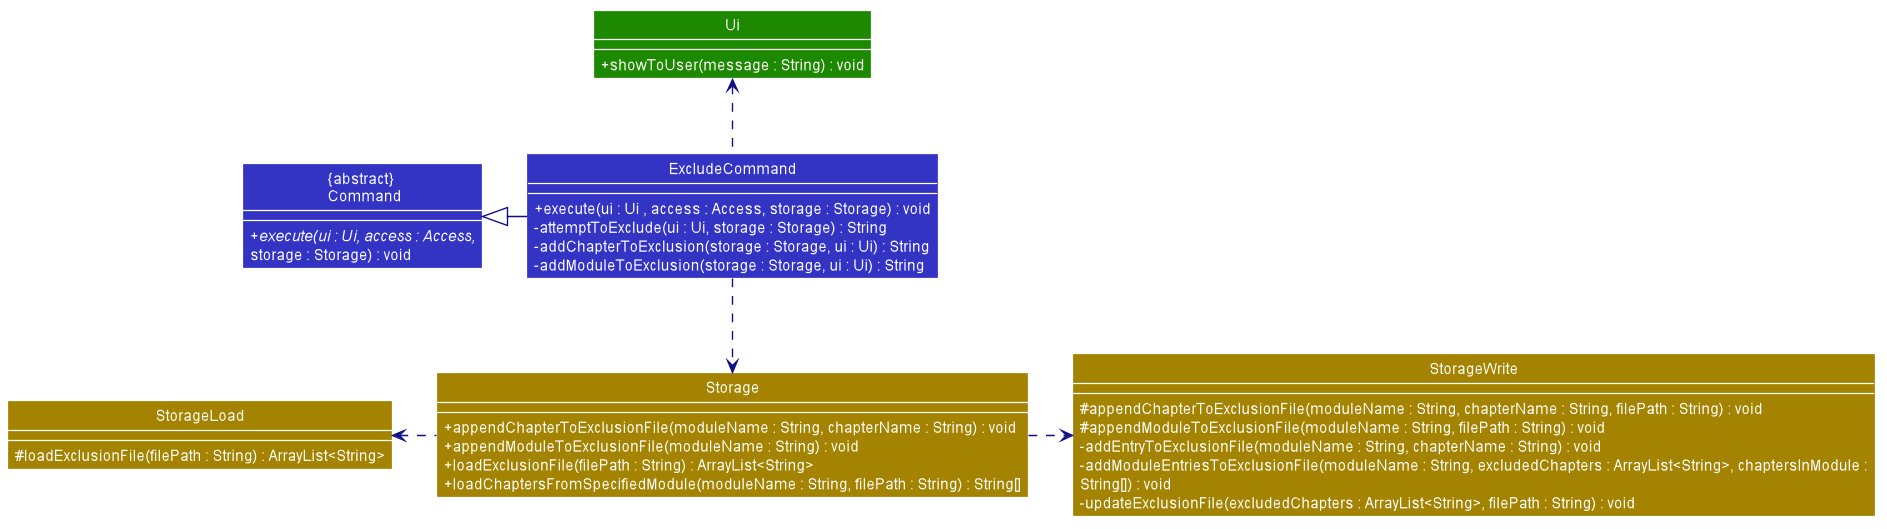 Ui
+showToUser(message : String) : void
ExcludeCommand
+execute(ui : Ui , access : Access, storage : Storage) : void
-attemptToExclude(ui : Ui, storage : Storage) : String
-addChapterToExclusion(storage : Storage, ui : Ui) : String
-addModuleToExclusion(storage : Storage, ui : Ui) : String
{abstract}
Command
+execute(ui : Ui, access : Access,
storage : Storage) : void
StorageLoad
#loadExclusionFile(filePath : String) : ArrayList<String>
Storage
+appendChapterToExclusionFile(moduleName : String, chapterName : String) : void
+appendModuleToExclusionFile(moduleName : String) : void
+loadExclusionFile(filePath : String) : ArrayList<String>
+loadChaptersFromSpecifiedModule(moduleName : String, filePath : String) : String[]
StorageWrite
#appendChapterToExclusionFile(moduleName : String, chapterName : String, filePath : String) : void
#appendModuleToExclusionFile(moduleName : String, filePath : String) : void
-addEntryToExclusionFile(moduleName : String, chapterName : String) : void
-addModuleEntriesToExclusionFile(moduleName : String, excludedChapters : ArrayList<String>, chaptersInModule :
String[]) : void
-updateExclusionFile(excludedChapters : ArrayList<String>, filePath : String) : void